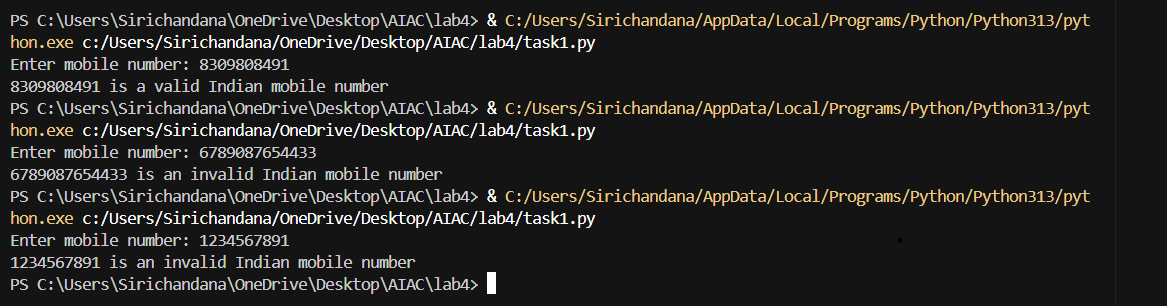 PS C:\Users\Sirichandana\OneDrive\Desktop\AIAC\lab4> & C:/Users/Sirichandana/AppData/Local/Programs/Python/Python313/pyt
hon.exe c:/Users/Sirichandana/OneDrive/Desktop/AIAC/lab4/task1.py
Enter mobile number: 8309808491
8309808491 is a valid Indian mobile number
PS C:\Users\Sirichandana\OneDrive\Desktop\AIAC\lab4> & C:/Users/Sirichandana/AppData/Local/Programs/Python/Python313/pyt
hon.exe c:/Users/Sirichandana/OneDrive/Desktop/AIAC/lab4/task1.py
Enter mobile number: 6789087654433
6789087654433 is an invalid Indian mobile number
PS C:\Users\Sirichandana\OneDrive\Desktop\AIAC\lab4> & C:/Users/Sirichandana/AppData/Local/Programs/Python/Python313/pyt
hon.exe c:/Users/Sirichandana/OneDrive/Desktop/AIAC/lab4/task1.py
Enter mobile number: 1234567891
1234567891 is an invalid Indian mobile number
PS C:\Users\Sirichandana\OneDrive\Desktop\AIAC\lab4>